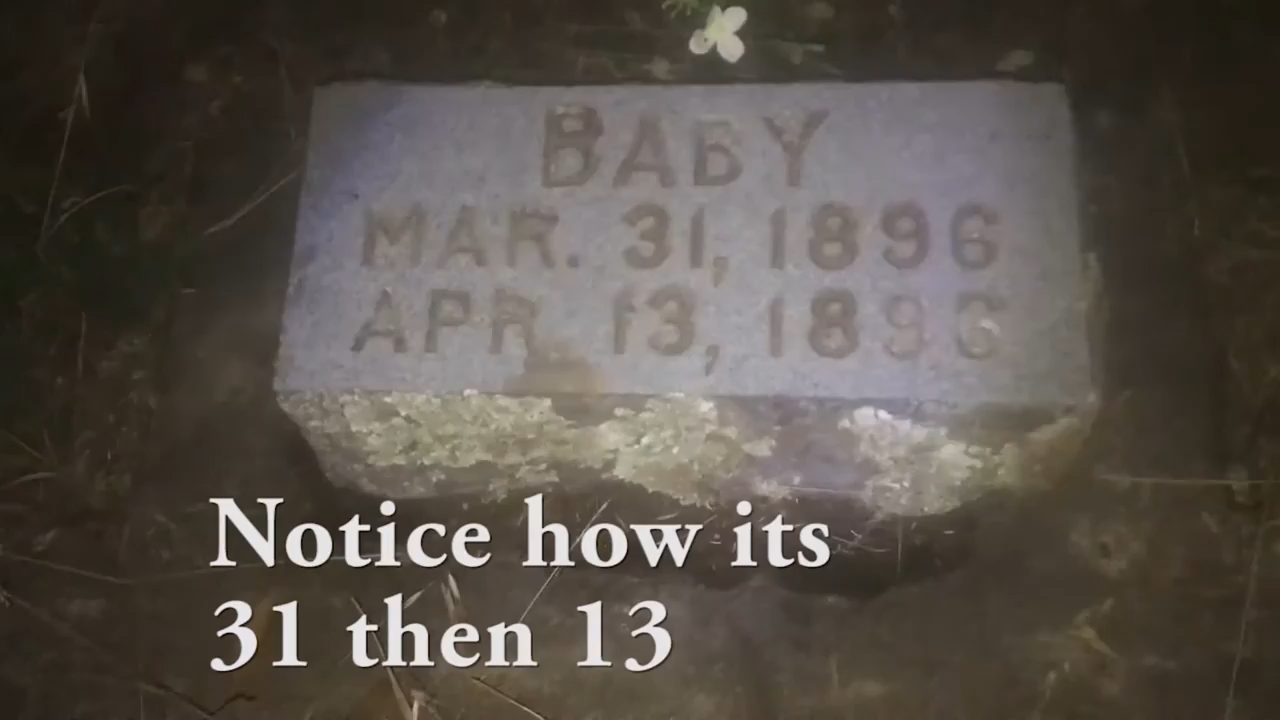 BABY
MAR. 31, 1896
APR. 13, 1896
Notice how its
31 then 13